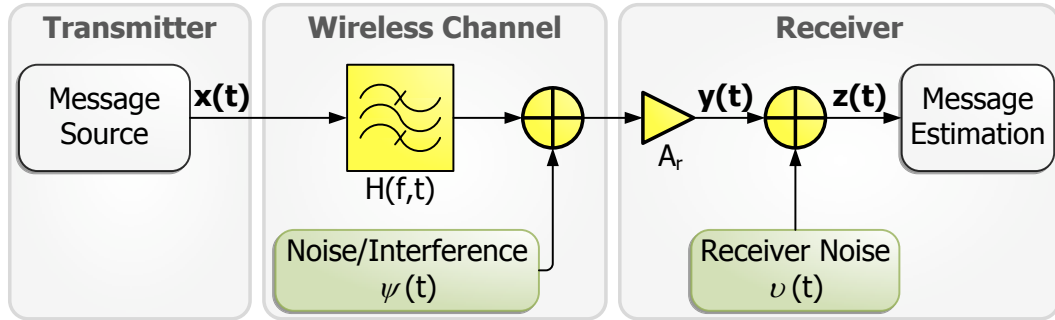 Transmitter
Wireless Channel
Receiver
Message
Source
x(t)
H(f,t)
Noise/Interference
ψ(t)
A_r
y(t)
z(t)
Receiver Noise
υ(t)
Message
Estimation